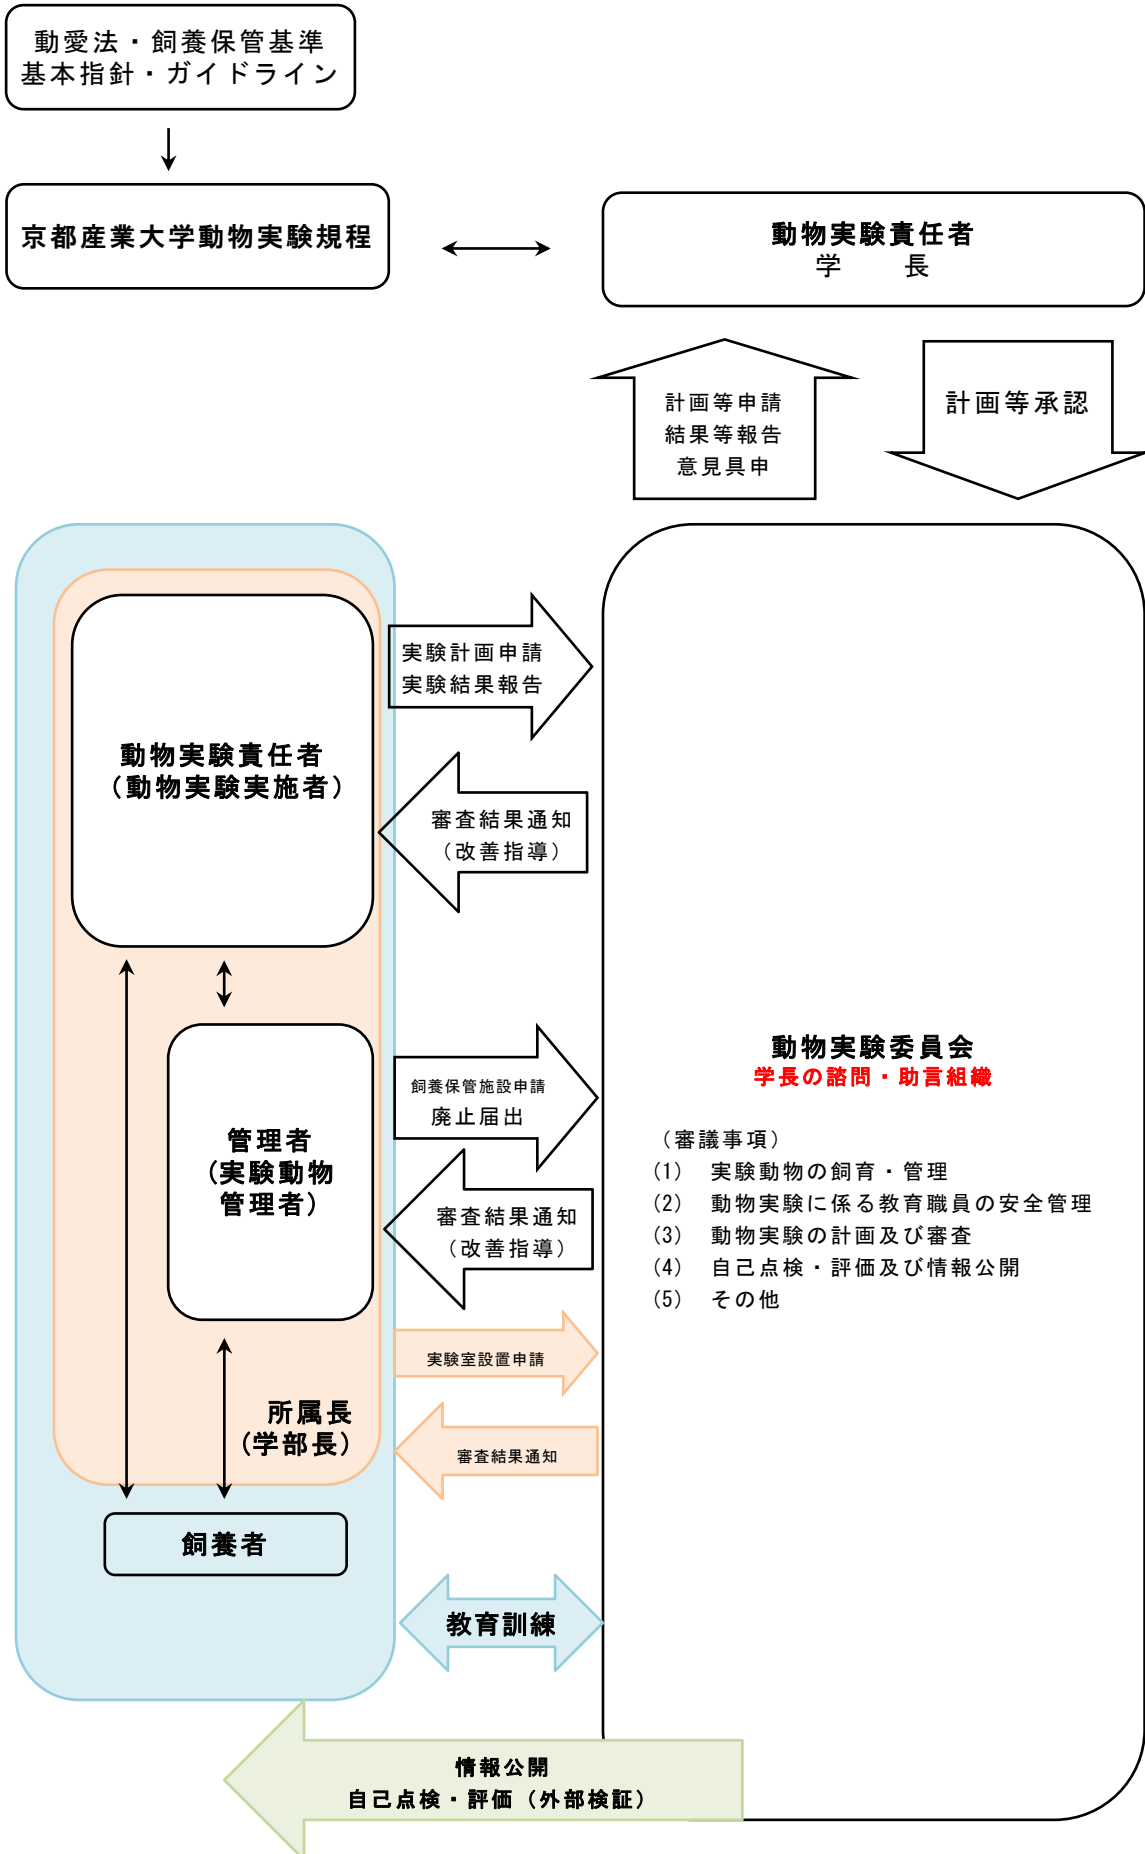 動愛法・飼養保管基準
基本指針・ガイドライン
京都産業大学動物実験規程
動物実験責任者
学　　長
計画等申請
結果等報告
意見具申
計画等承認
実験計画申請
実験結果報告
動物実験責任者
（動物実験実施者）
審査結果通知
（改善指導）
飼養保管施設申請
廃止届出
管理者
（実験動物
管理者）
審査結果通知
（改善指導）
実験室設置申請
所属長
（学部長）
審査結果通知
飼養者
教育訓練
動物実験委員会
学長の諮問・助言組織
（審議事項）
(1)　実験動物の飼育・管理
(2)　動物実験に係る教育職員の安全管理
(3)　動物実験の計画及び審査
(4)　自己点検・評価及び情報公開
(5)　その他
情報公開
自己点検・評価（外部検証）